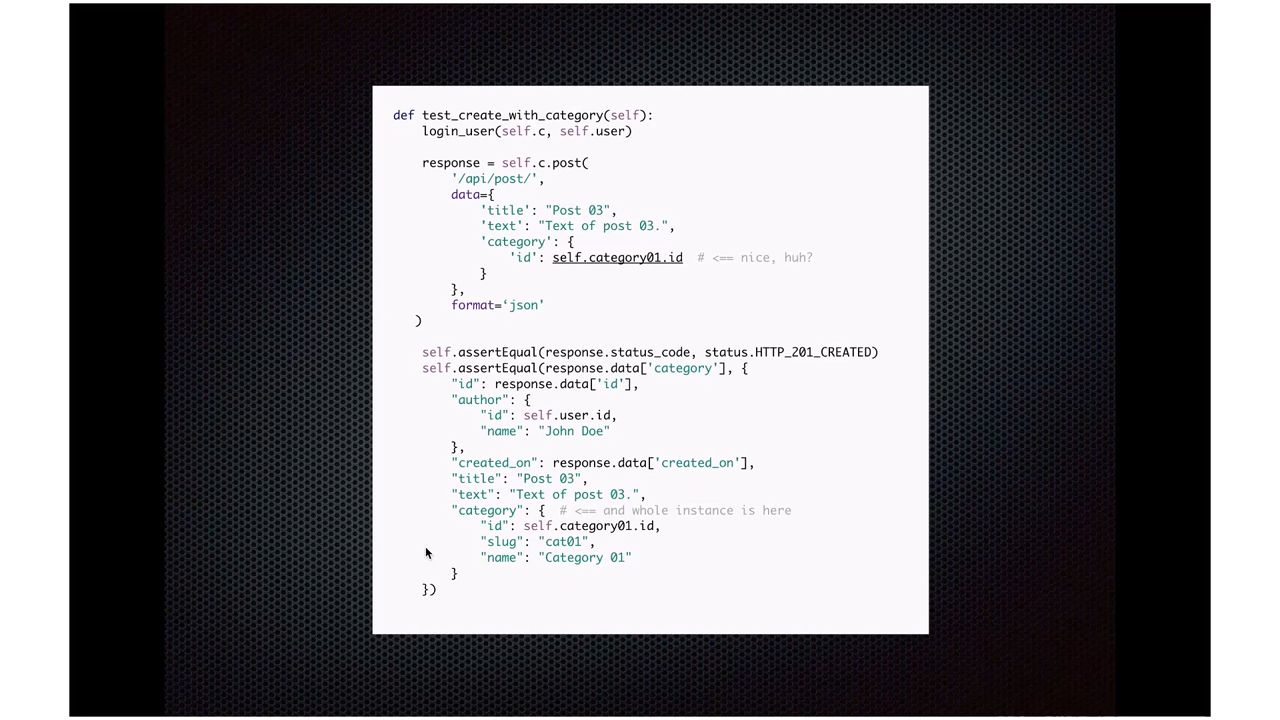 def test_create_with_category(self):
    login_user(self.c, self.user)

    response = self.c.post(
        '/api/post/',
        data={
            'title': "Post 03",
            'text': "Text of post 03.",
            'category': {
                'id': self.category01.id  # <== nice, huh?
            }
        },
        format=‘json'
   )

    self.assertEqual(response.status_code, status.HTTP_201_CREATED)
    self.assertEqual(response.data['category'], {
        "id": response.data['id'],
        "author": {
            "id": self.user.id,
            "name": "John Doe"
        },
        "created_on": response.data['created_on'],
        "title": "Post 03",
        "text": "Text of post 03.",
        "category": {  # <== and whole instance is here
            "id": self.category01.id,
            "slug": "cat01",
            "name": "Category 01"
        }
    })